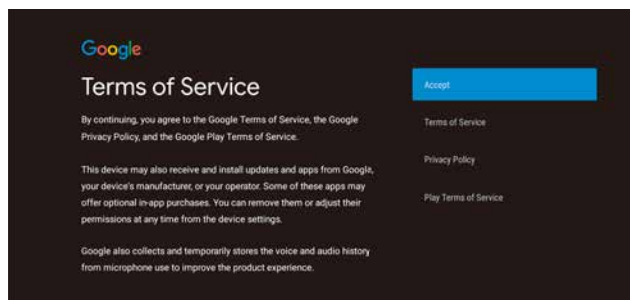 Google
Terms of Service
By continuing, you agree to the Google Terms of Service, the Google
Privacy Policy, and the Google Play Terms of Service.
This device may also receive and install updates and apps from Google,
your device's manufacturer, or your operator. Some of these apps may
offer optional in-app purchases. You can remove them or adjust their
permissions at any time from the device settings.
Google also collects and temporarily stores the voice and audio history
from microphone use to improve the product experience.
Accept
Terms of Service
Privacy Policy
Play Terms of Service